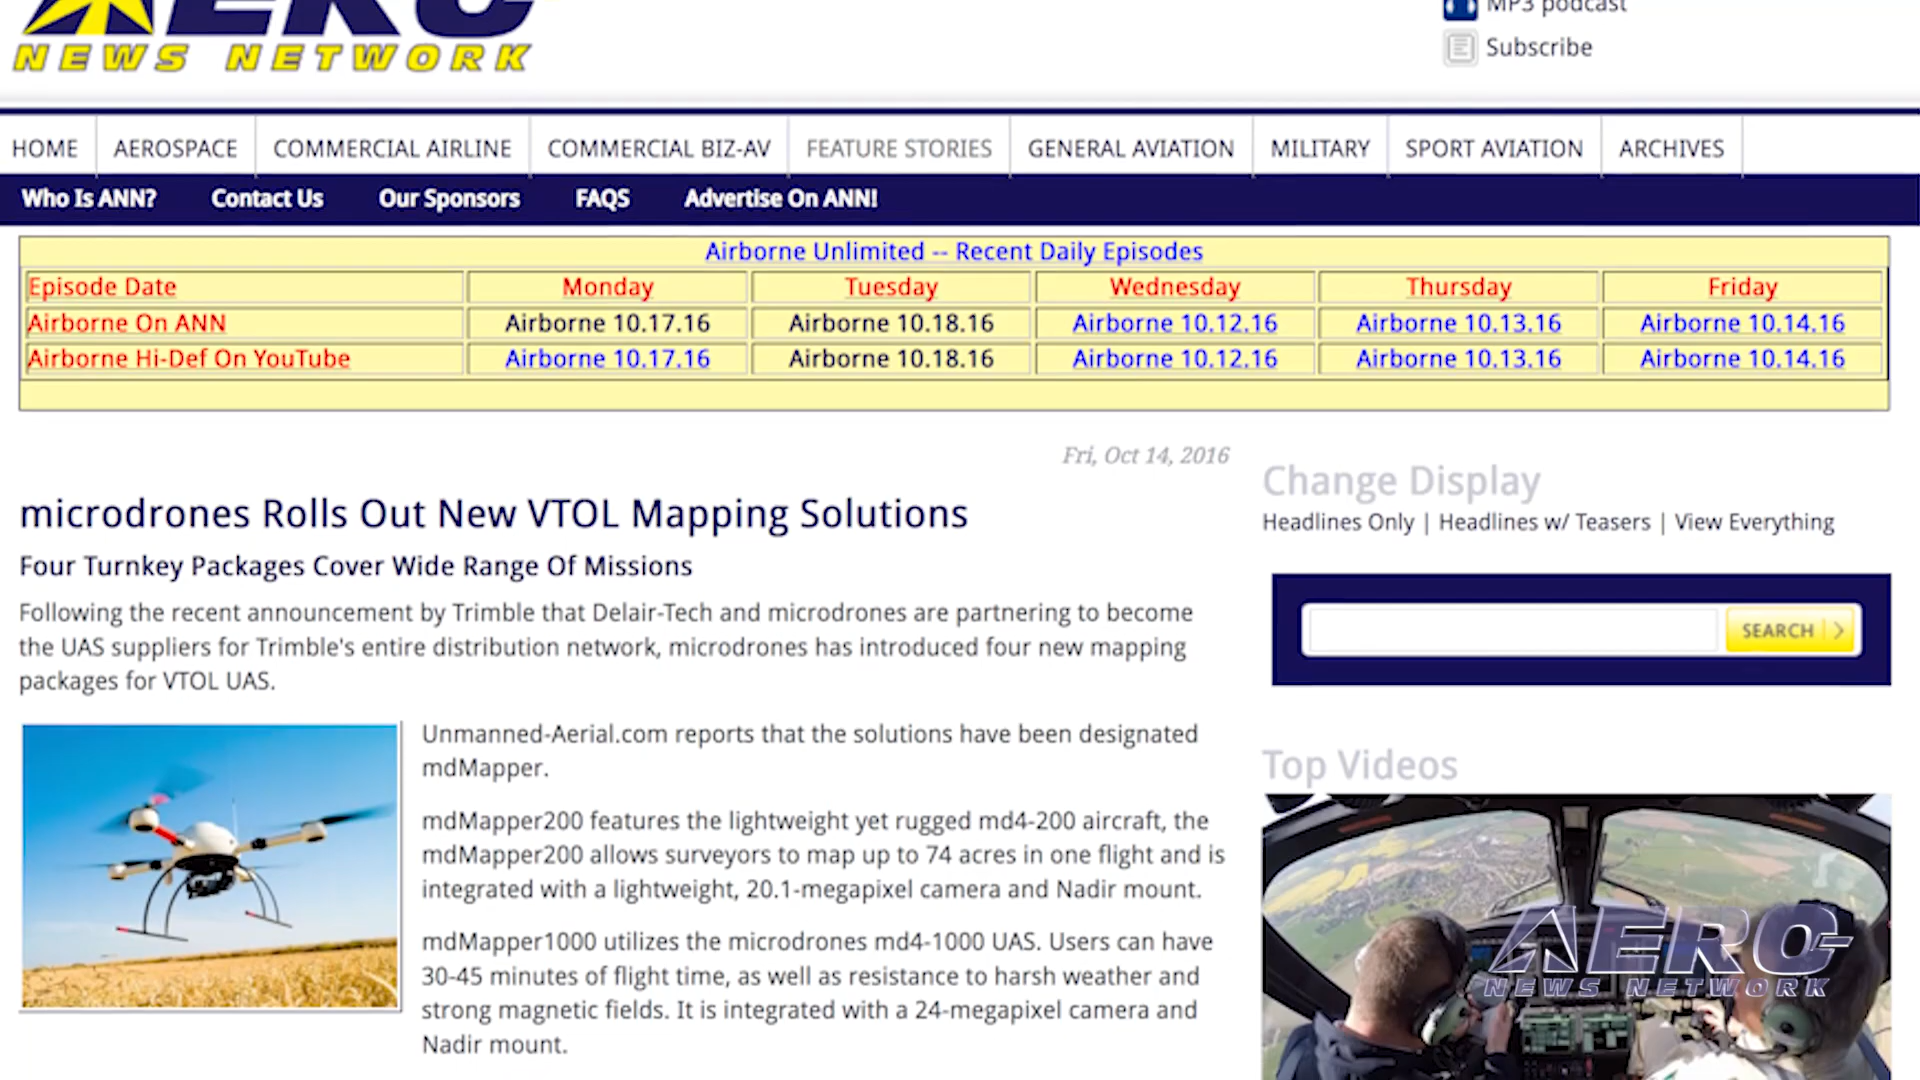 AERO
NEWS NETWORK
MP3 podcast
Subscribe
HOME AEROSPACE COMMERCIAL AIRLINE COMMERCIAL BIZ-AV FEATURE STORIES GENERAL AVIATION MILITARY SPORT AVIATION ARCHIVES
Who Is ANN? Contact Us Our Sponsors FAQS Advertise On ANN!
Airborne Unlimited -- Recent Daily Episodes
Episode Date Monday Tuesday Wednesday Thursday Friday
Airborne On ANN Airborne 10.17.16 Airborne 10.18.16 Airborne 10.12.16 Airborne 10.13.16 Airborne 10.14.16
Airborne Hi-Def On YouTube Airborne 10.17.16 Airborne 10.18.16 Airborne 10.12.16 Airborne 10.13.16 Airborne 10.14.16
Fri, Oct 14, 2016
microdrones Rolls Out New VTOL Mapping Solutions
Four Turnkey Packages Cover Wide Range Of Missions
Following the recent announcement by Trimble that Delair-Tech and microdrones are partnering to become
the UAS suppliers for Trimble's entire distribution network, microdrones has introduced four new mapping
packages for VTOL UAS.
Unmanned-Aerial.com reports that the solutions have been designated
mdMapper.
mdMapper200 features the lightweight yet rugged md4-200 aircraft, the
mdMapper200 allows surveyors to map up to 74 acres in one flight and is
integrated with a lightweight, 20.1-megapixel camera and Nadir mount.
mdMapper1000 utilizes the microdrones md4-1000 UAS. Users can have
30-45 minutes of flight time, as well as resistance to harsh weather and
strong magnetic fields. It is integrated with a 24-megapixel camera and
Nadir mount.
Change Display
Headlines Only | Headlines w/ Teasers | View Everything
SEARCH
Top Videos
AERO
NEWS NETWORK